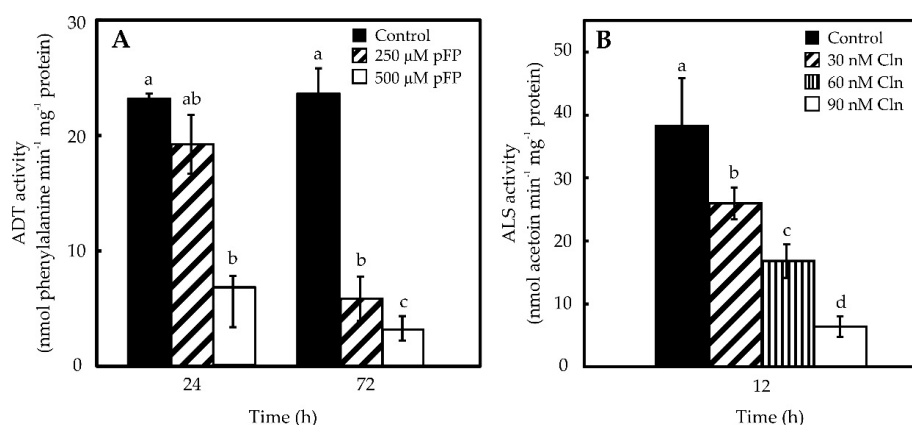 A
Control
250 µM pFP
500 µM pFP
ADT activity
(nmol phenylalanine min⁻¹ mg⁻¹ protein)
30
20
10
0
a
ab
b
a
b
c
24
72
Time (h)
B
Control
30 nM Cln
60 nM Cln
90 nM Cln
ALS activity
(nmol acetoin min⁻¹ mg⁻¹ protein)
50
40
30
20
10
0
a
b
c
d
12
Time (h)